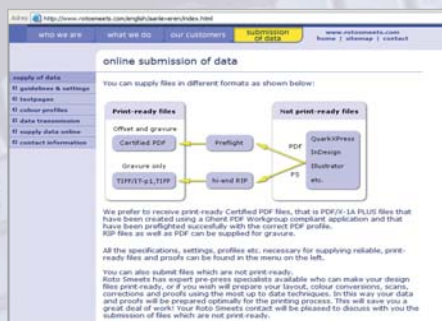 Adres http://www.rotosmeets.com/english/aanleveren/index.html
who we are what we do our customers submission of data www.rotosmeets.com
home | sitemap | contact
online submission of data
supply of data
guidelines & settings
testpages
colour profiles
data transmission
supply data online
contact information
You can supply files in different formats as shown below:
Print-ready files Not print-ready files
Offset and gravure
Certified PDF Preflight PDF QuarkXPress
InDesign
Gravure only Illustrator
TIFF/IT-p1,TIFF hi-end RIP PS etc.
We prefer to receive print-ready Certified PDF files, that is PDF/X-1A PLUS files that
have been created using a Ghent PDF Workgroup compliant application and that
have been preflighted succesfully with the correct PDF profile.
RIP files as well as PDF can be supplied for gravure.
All the specifications, settings, profiles etc. necessary for supplying reliable, print-
ready files and proofs can be found in the menu on the left.
You can also submit files which are not print-ready.
Roto Smeets has expert pre-press specialists available who can make your design
files print-ready, or if you wish will prepare your layout, colour conversions, scans,
corrections and proofs using the most up to date techniques. In this way your data
and proofs will be prepared optimally for the printing process. This will save you a
great deal of work! Your Roto Smeets contact will be pleased to discuss with you the
submission of files which are not print-ready.